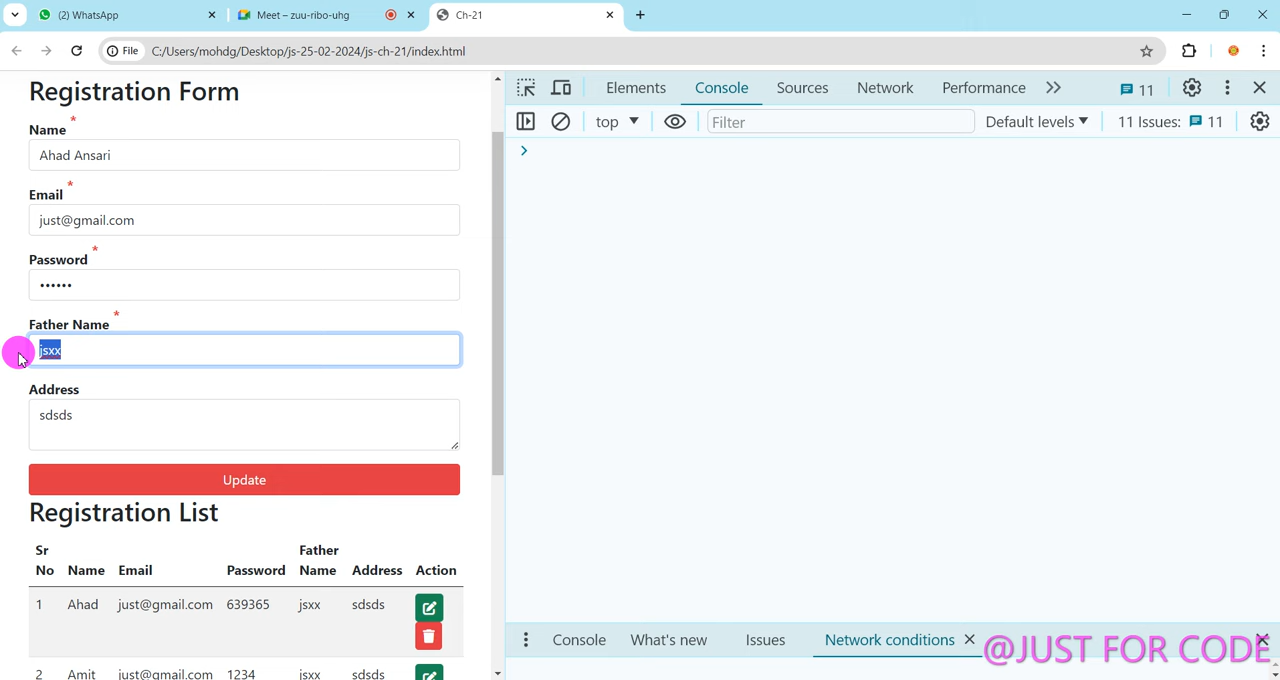 (2) WhatsApp
Meet – zuu-ribo-uhg
Ch-21
File
C:/Users/mohdg/Desktop/js-25-02-2024/js-ch-21/index.html
Registration Form
Name *
Ahad Ansari
Email *
just@gmail.com
Password *
••••••
Father Name *
jsxx
Address
sdsds
Update
Registration List
Sr No Name Email Password Father Name Address Action
1 Ahad just@gmail.com 639365 jsxx sdsds
2 Amit just@gmail.com 1234 jsxx sdsds
Elements Console Sources Network Performance 11
top Filter Default levels 11 Issues: 11
Console What's new Issues Network conditions
@JUST FOR CODE